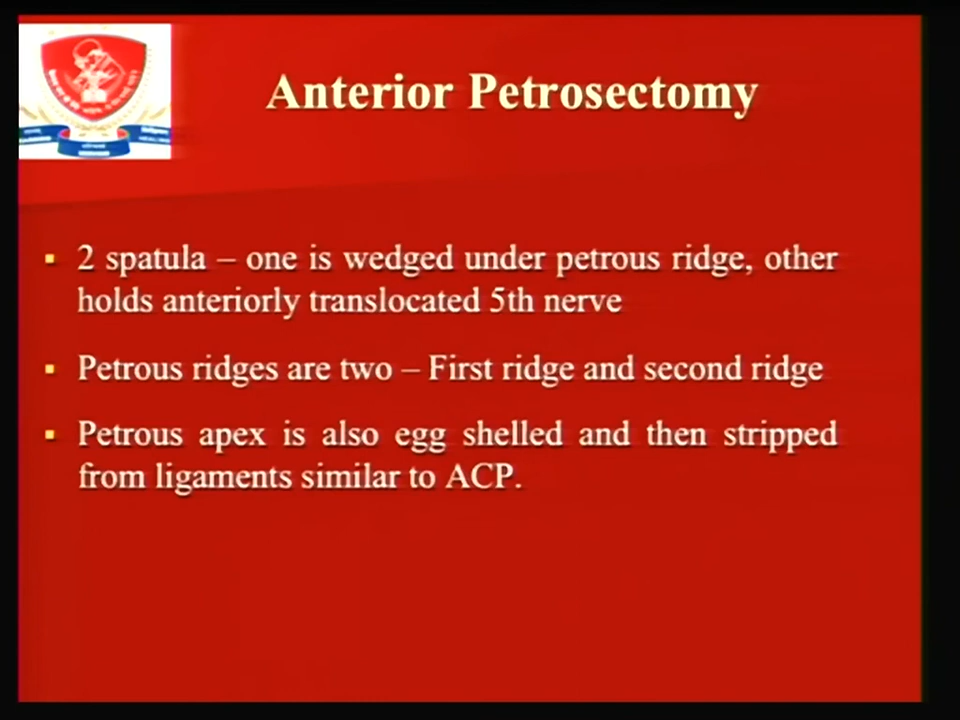 Anterior Petrosectomy
▪ 2 spatula – one is wedged under petrous ridge, other
holds anteriorly translocated 5th nerve
▪ Petrous ridges are two – First ridge and second ridge
▪ Petrous apex is also egg shelled and then stripped
from ligaments similar to ACP.